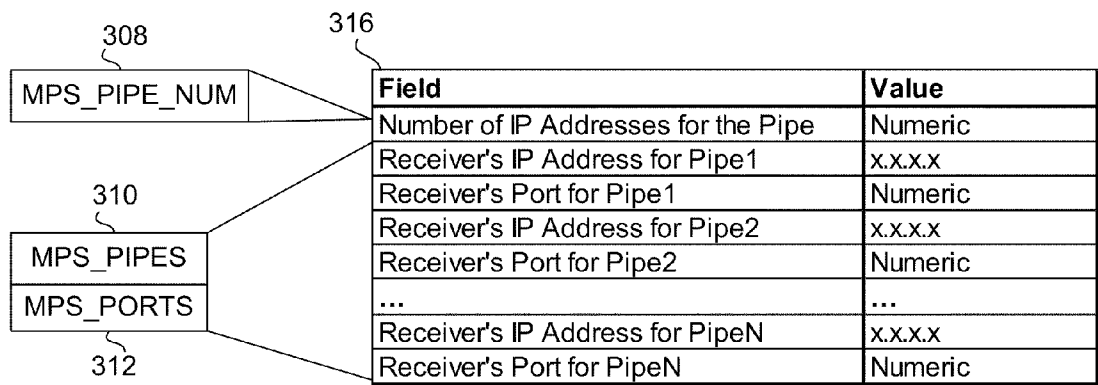 308
316
MPS_PIPE_NUM
310
MPS_PIPES
MPS_PORTS
312
Field Value
Number of IP Addresses for the Pipe Numeric
Receiver's IP Address for Pipe1 x.x.x.x
Receiver's Port for Pipe1 Numeric
Receiver's IP Address for Pipe2 x.x.x.x
Receiver's Port for Pipe2 Numeric
... ...
Receiver's IP Address for PipeN x.x.x.x
Receiver's Port for PipeN Numeric